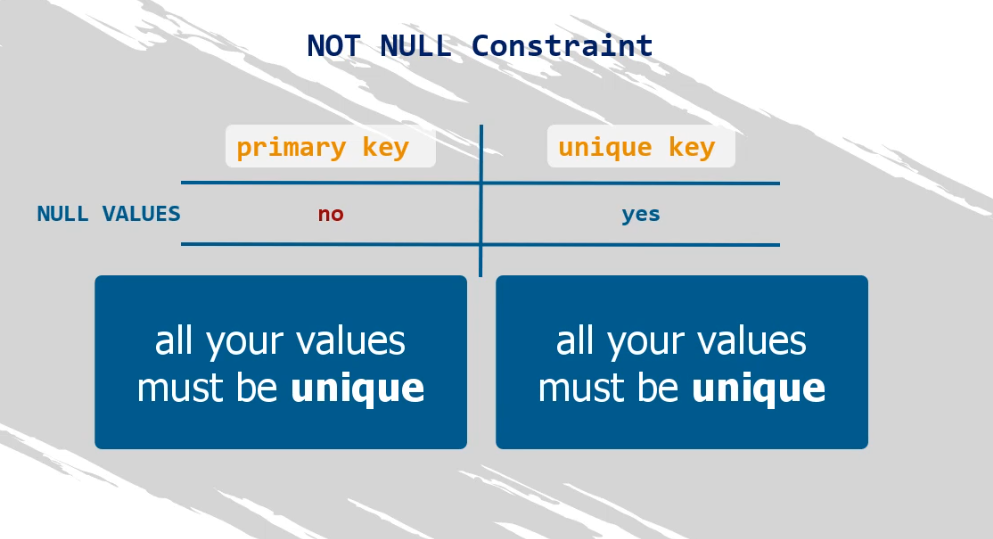 NOT NULL Constraint
primary key
unique key
NULL VALUES
no
yes
all your values
must be unique
all your values
must be unique